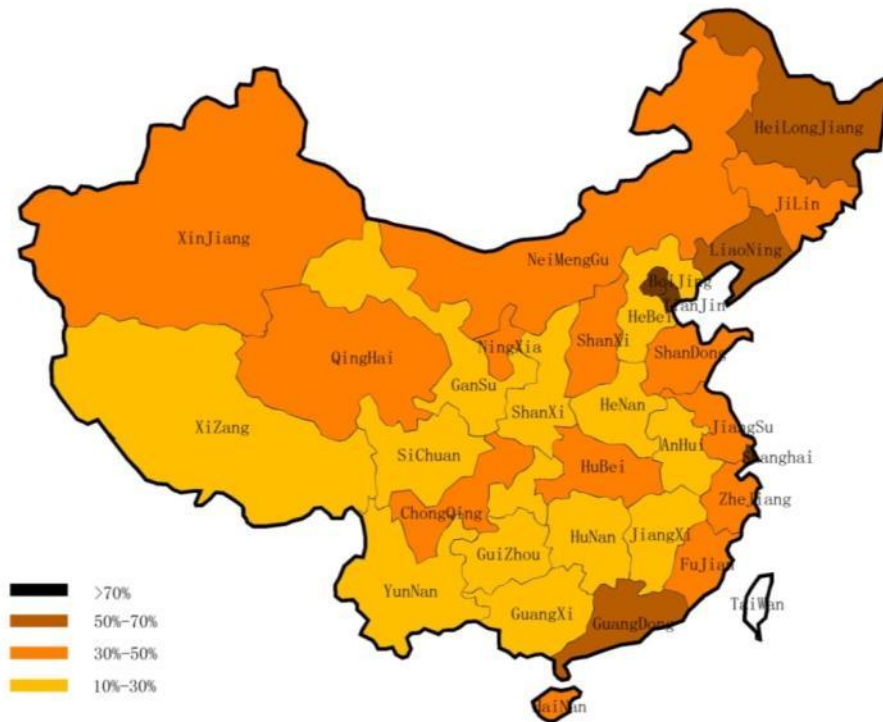 HeiLongJiang
JiLin
XinJiang
LiaoNing
NeiMengGu
BeiJing
TianJin
HeBei
ShanXi
NingXia
ShanDong
QingHai
GanSu
HeNan
ShanXi
JiangSu
XiZang
AnHui
SiChuan
Shanghai
HuBei
ZheJiang
ChongQing
HuNan
JiangXi
GuiZhou
FuJian
>70%
YunNan
TaiWan
50%-70%
GuangXi
GuangDong
30%-50%
10%-30%
HaiNan